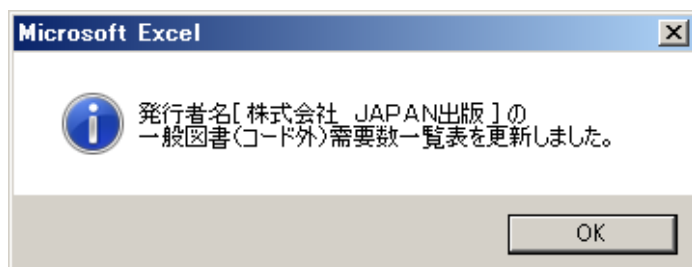 Microsoft Excel
発行者名[ 株式会社　JAPAN出版 ] の
一般図書(コード外)需要数一覧表を更新しました。
OK